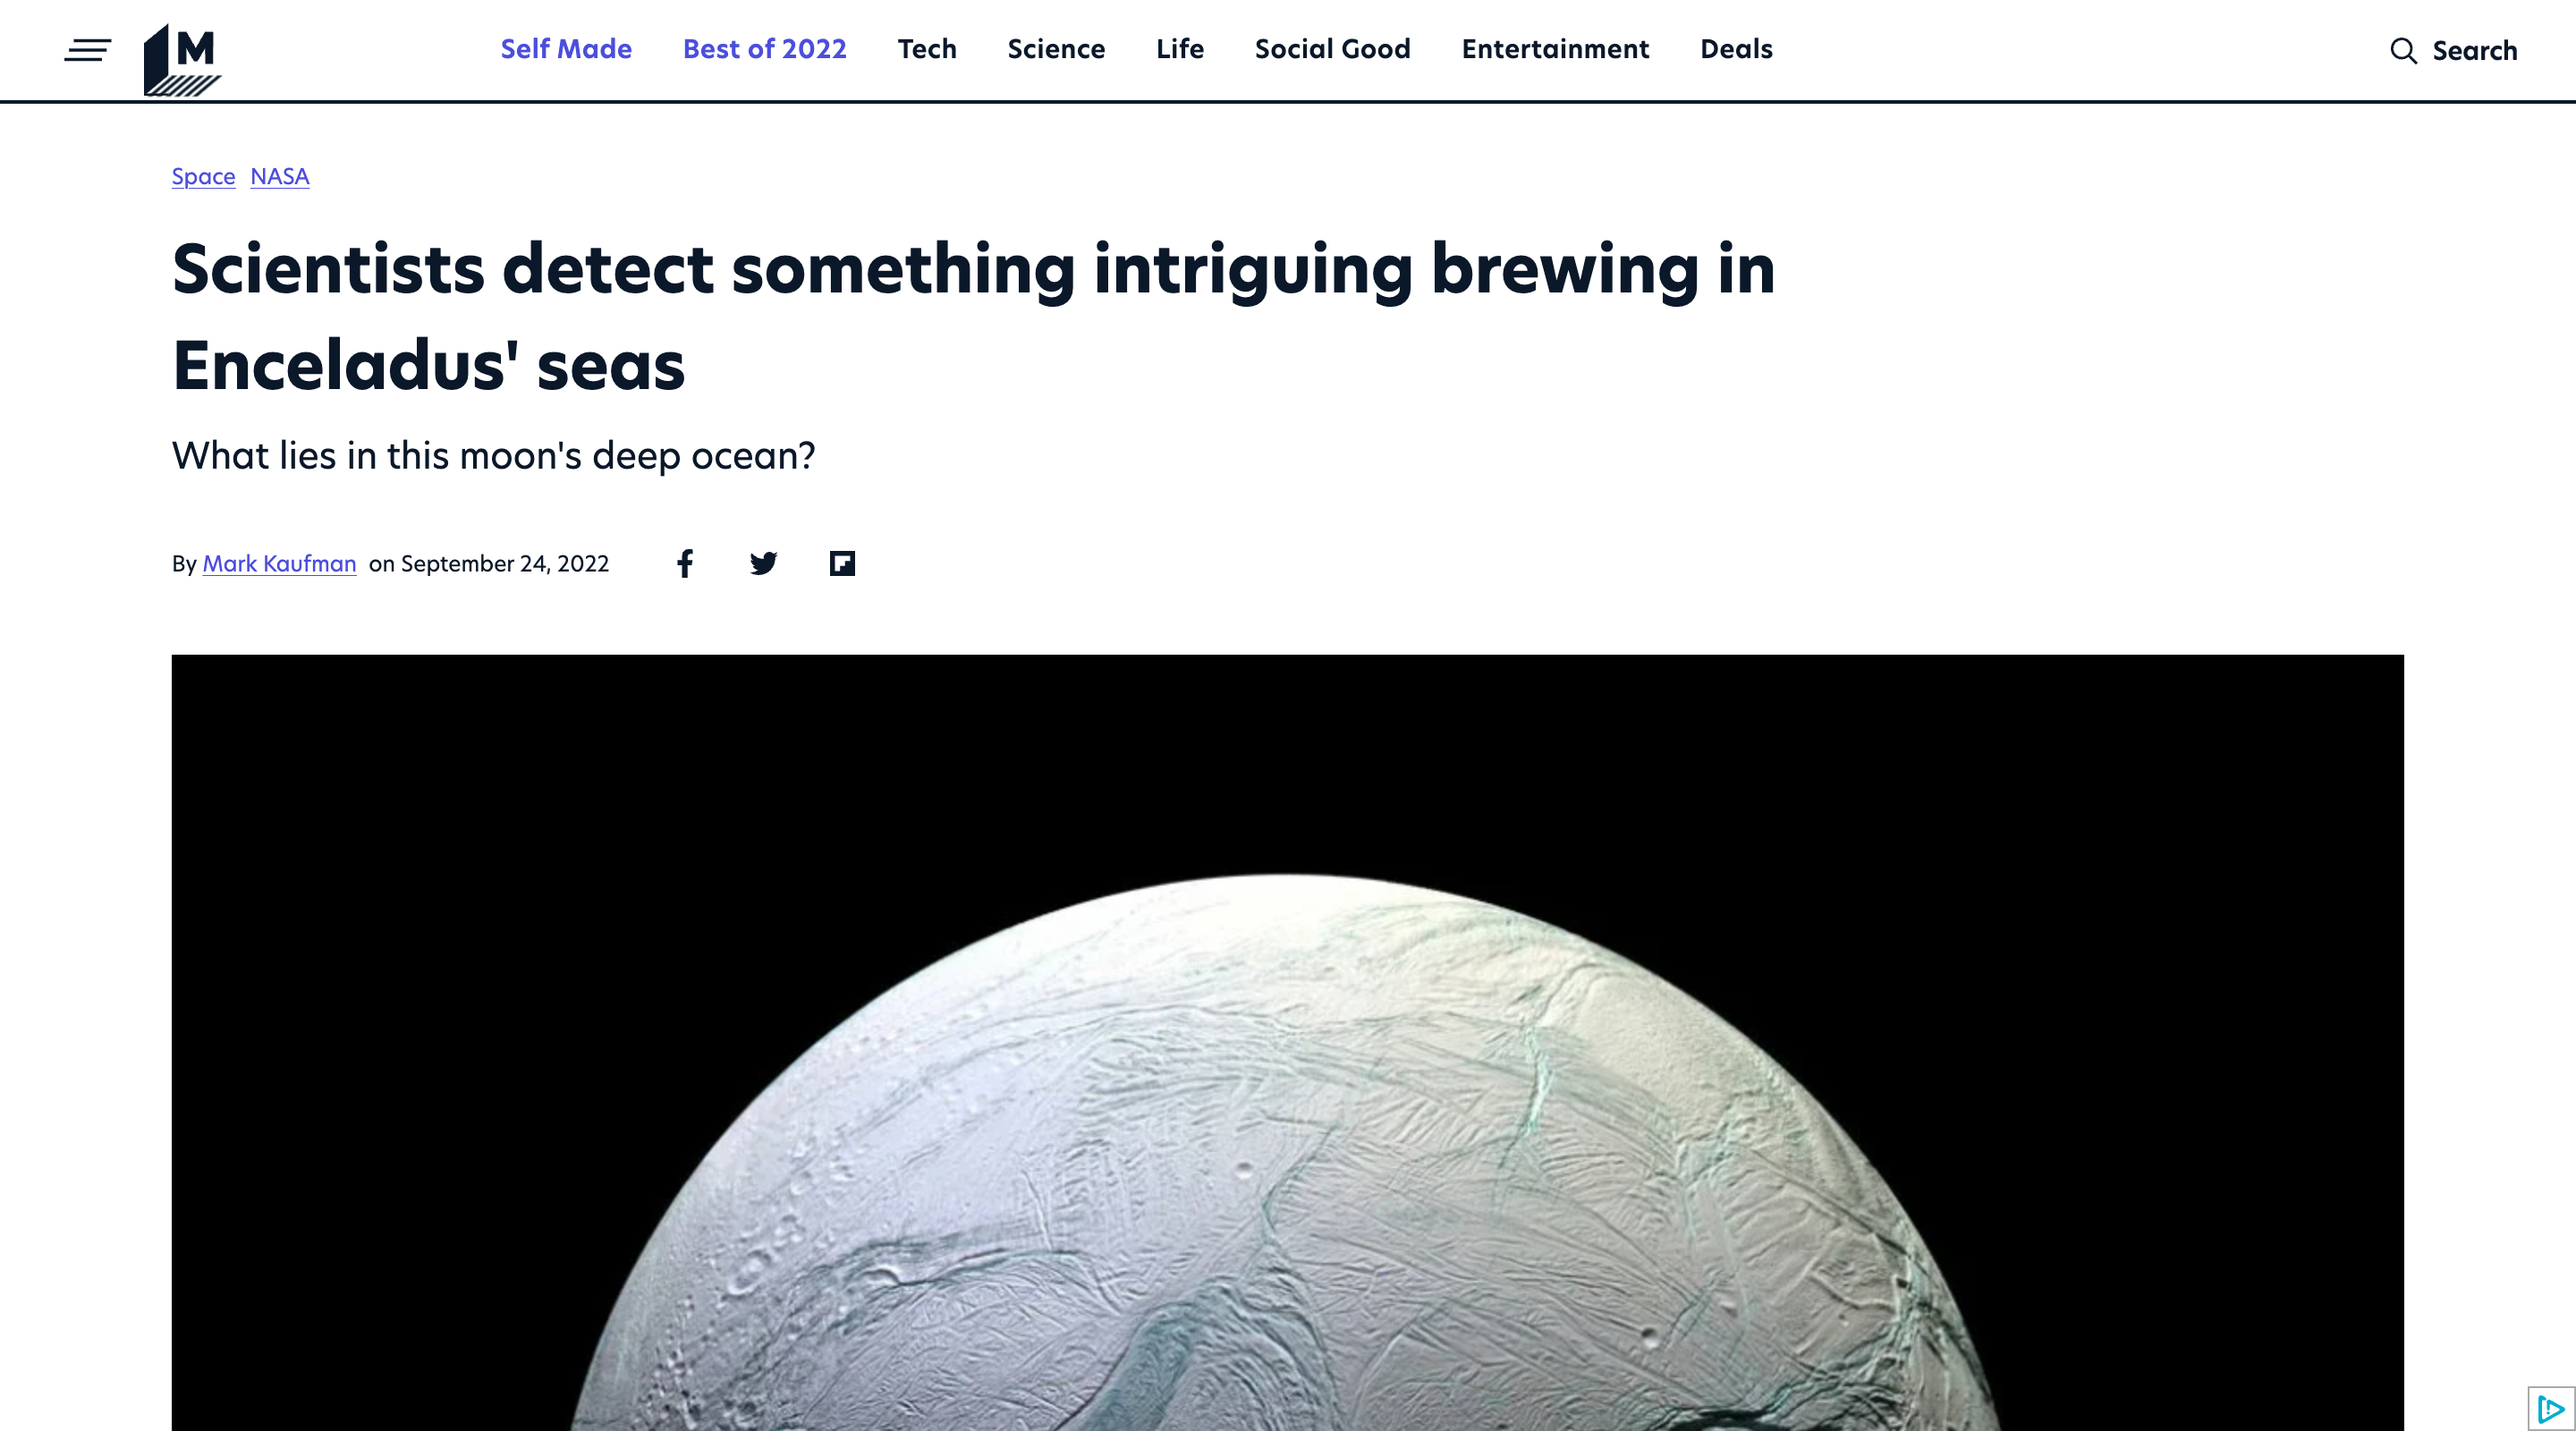 M
Self Made Best of 2022 Tech Science Life Social Good Entertainment Deals Search
Space NASA
Scientists detect something intriguing brewing in
Enceladus' seas
What lies in this moon's deep ocean?
By Mark Kaufman on September 24, 2022